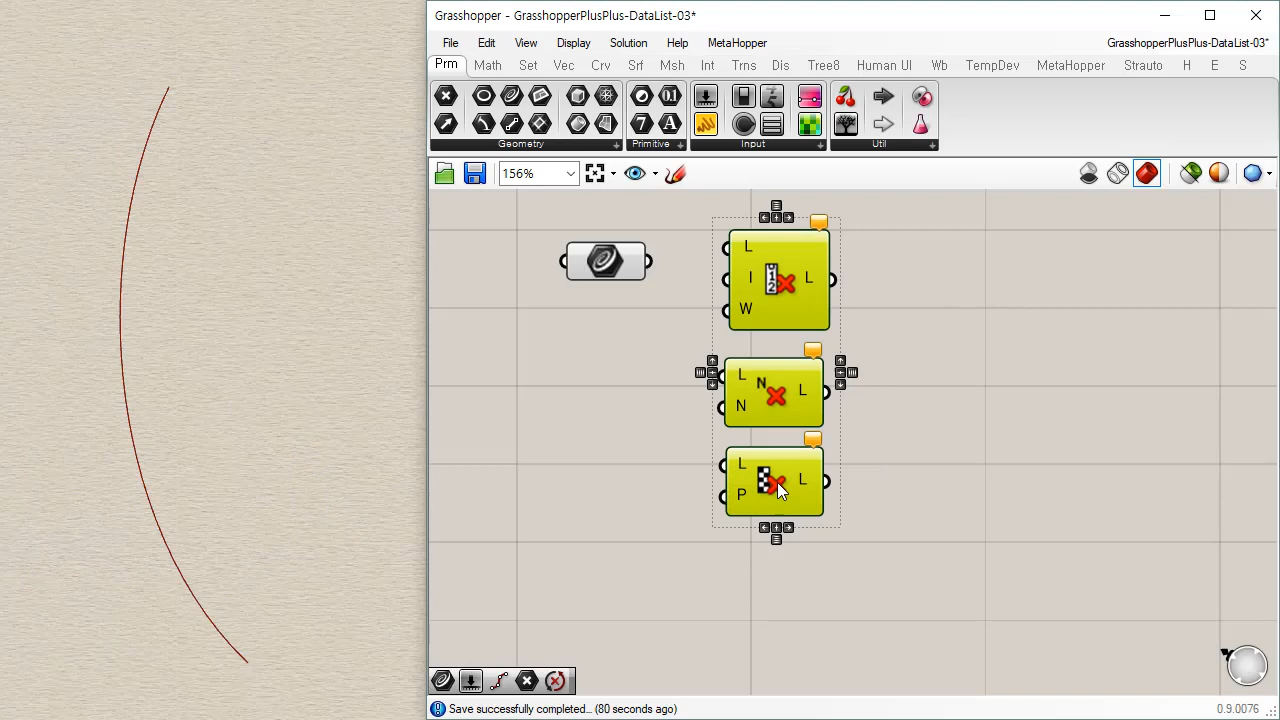 Grasshopper - GrasshopperPlusPlus-DataList-03*
File Edit View Display Solution Help MetaHopper GrasshopperPlusPlus-DataList-03*
Prm Math Set Vec Crv Srf Msh Int Trns Dis Tree8 Human UI Wb TempDev MetaHopper Strauto H E S
Geometry Primitive Input Util
156%
L
I L
W
L
N L
N
L
L
P
Save successfully completed... (80 seconds ago) 0.9.0076